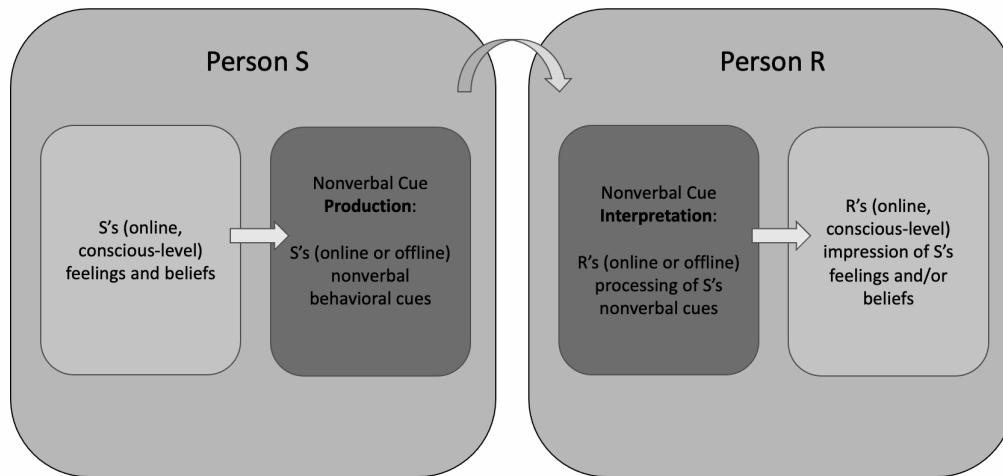 Person S
S's (online,
conscious-level)
feelings and beliefs
Nonverbal Cue
Production:
S's (online or offline)
nonverbal
behavioral cues
Person R
Nonverbal Cue
Interpretation:
R's (online or offline)
processing of S's
nonverbal cues
R's (online,
conscious-level)
impression of S's
feelings and/or
beliefs